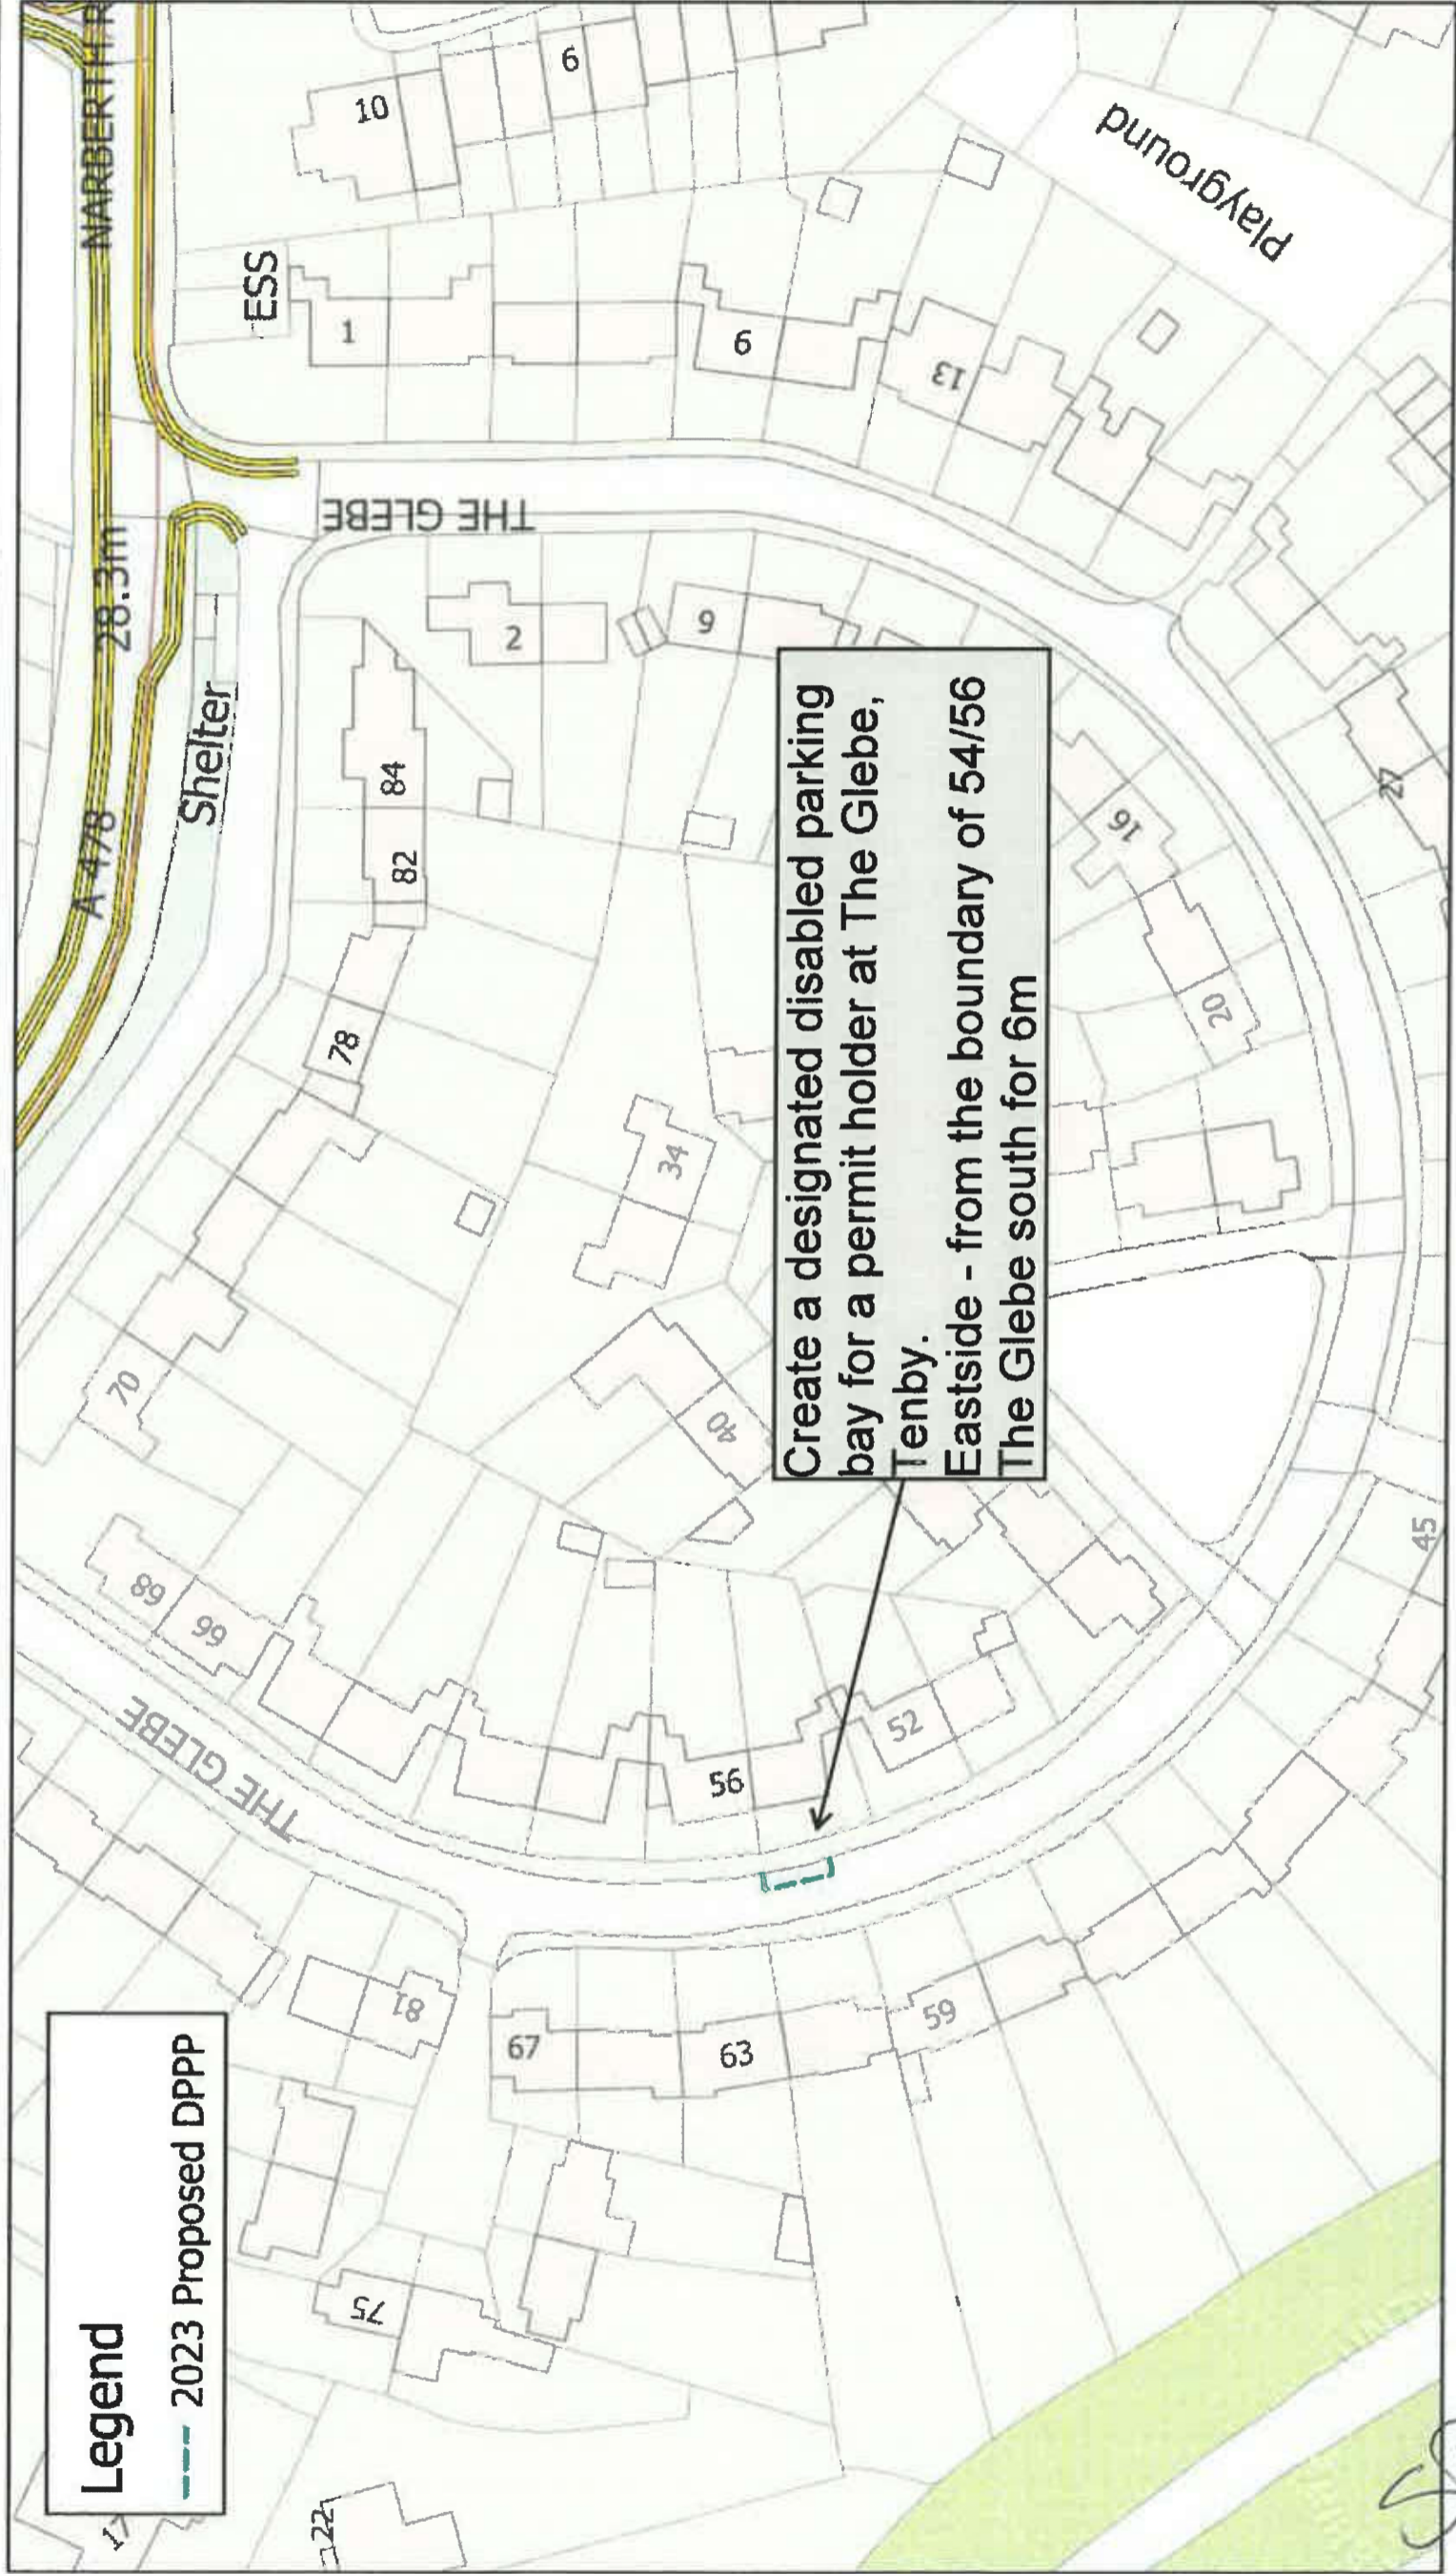 Legend
2023 Proposed DPP
Create a designated disabled parking
bay for a permit holder at The Glebe,
Tenby.
Eastside - from the boundary of 54/56
The Glebe south for 6m
NARBERTH R
A 478
28.3m
Shelter
ESS
THE GLEBE
THE GLEBE
Playground
10
6
1
9
13
2
6
84
82
78
70
68
66
34
40
16
20
27
45
52
56
59
63
67
81
75
22
17